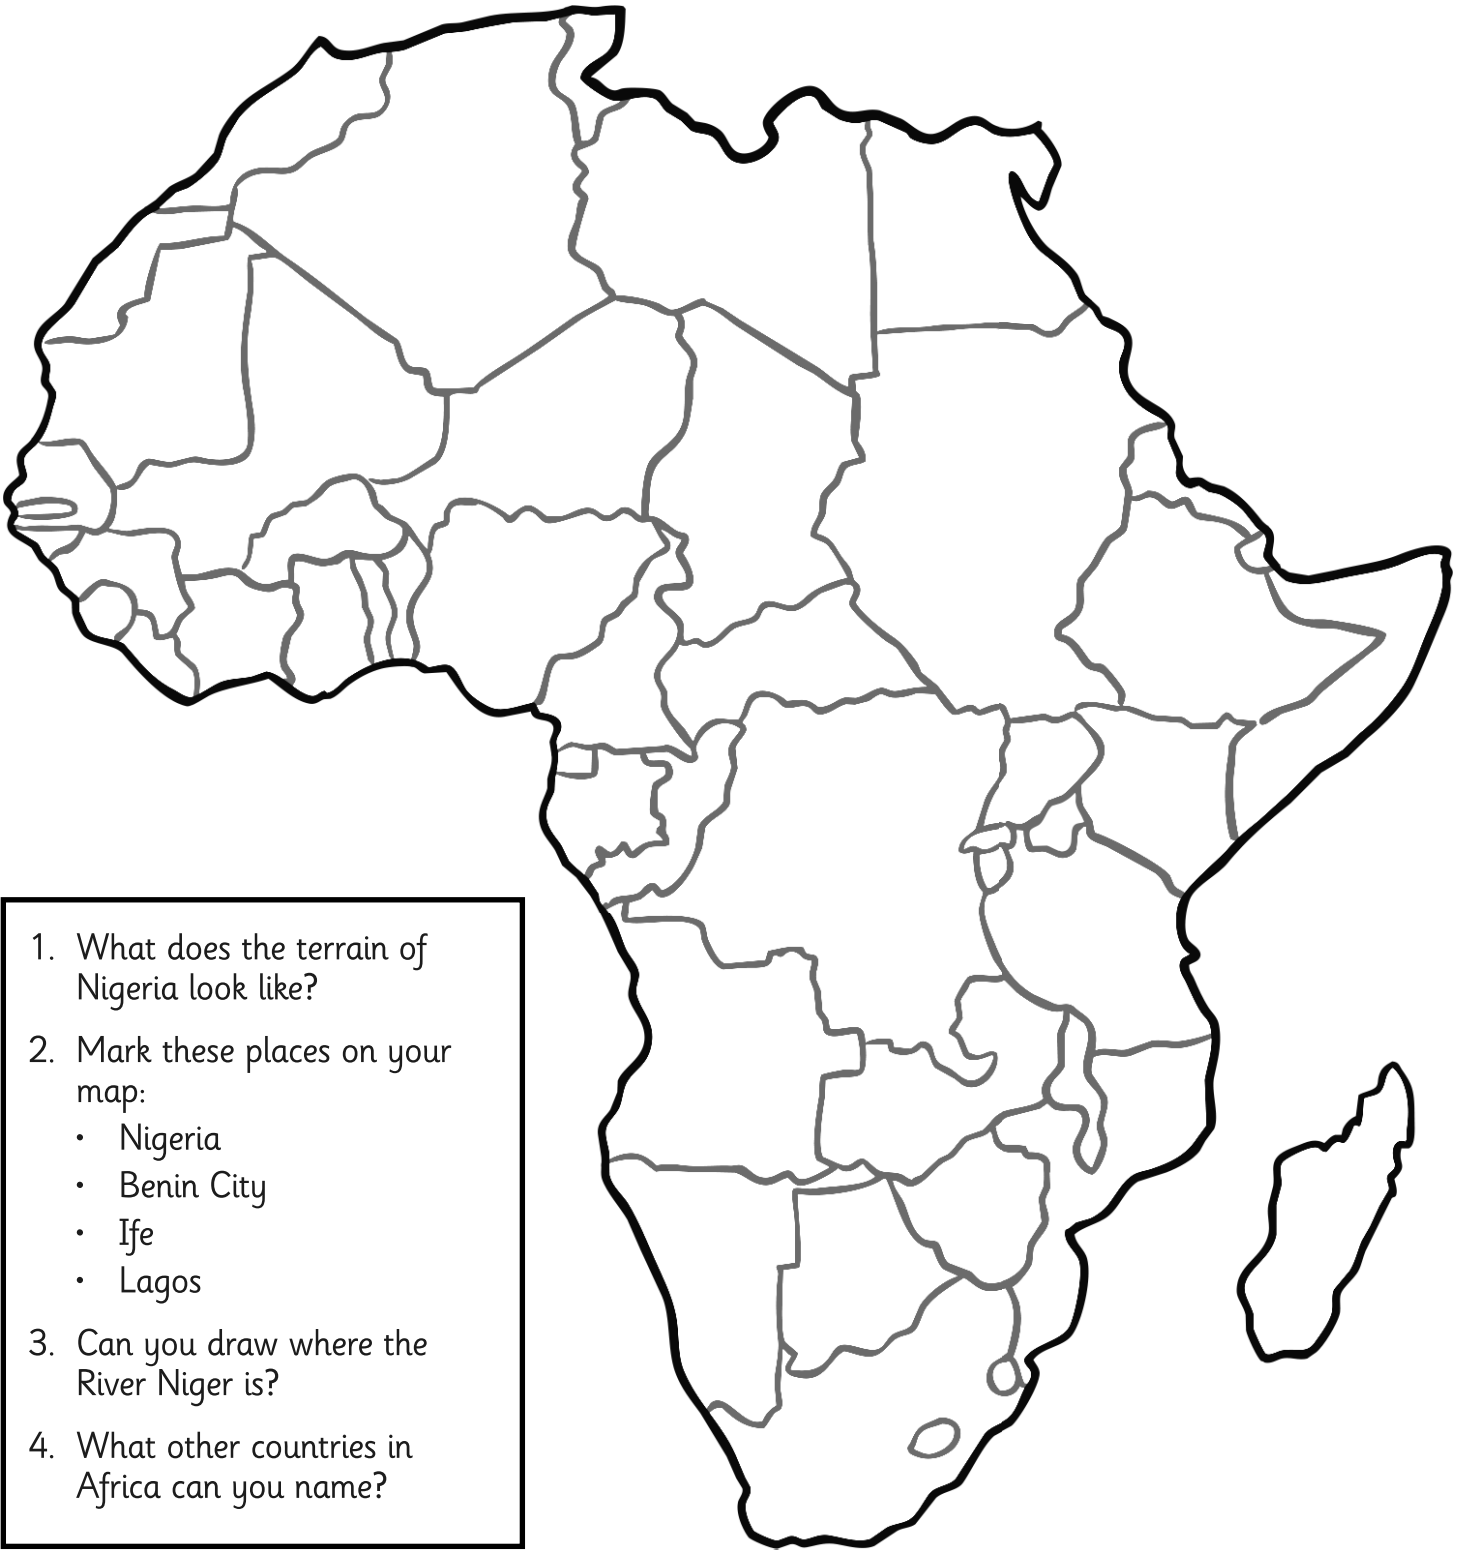 1. What does the terrain of
Nigeria look like?
2. Mark these places on your
map:
• Nigeria
• Benin City
• Ife
• Lagos
3. Can you draw where the
River Niger is?
4. What other countries in
Africa can you name?